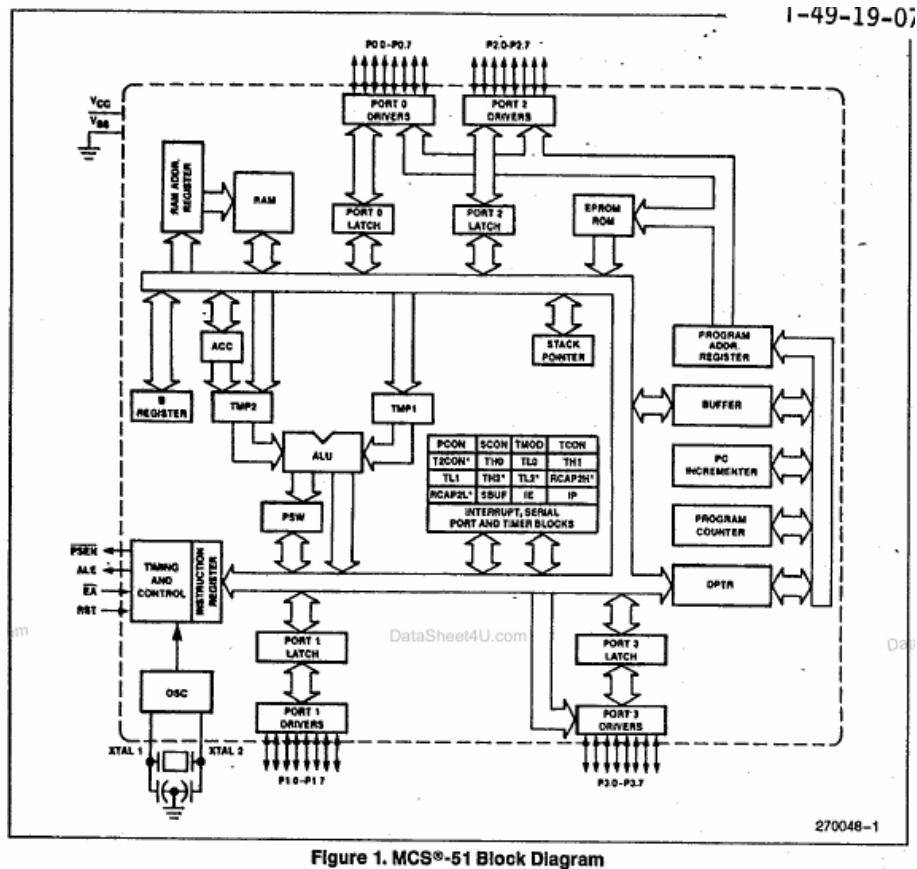 T-49-19-07
P0.0-P0.7
P2.0-P2.7
VCC
VSS
PORT 0
DRIVERS
PORT 2
DRIVERS
RAM ADDR.
REGISTER
RAM
PORT 0
LATCH
PORT 2
LATCH
EPROM
ROM
ACC
STACK
POINTER
PROGRAM
ADDR.
REGISTER
B
REGISTER
TMP2
TMP1
BUFFER
ALU
PCON SCON TMOD TCON
T2CON* TH0 TL0 TH1
TL1 TH2* TL2* RCAP2H*
RCAP2L* SBUF IE IP
INTERRUPT, SERIAL
PORT AND TIMER BLOCKS
PC
INCREMENTER
PSW
PROGRAM
COUNTER
PSEN
ALE
EA
RST
TIMING
AND
CONTROL
INSTRUCTION
REGISTER
DPTR
om
DataSheet4U.com
PORT 1
LATCH
PORT 3
LATCH
OSC
PORT 1
DRIVERS
PORT 3
DRIVERS
XTAL 1
XTAL 2
P1.0-P1.7
P3.0-P3.7
270048-1
Figure 1. MCS®-51 Block Diagram